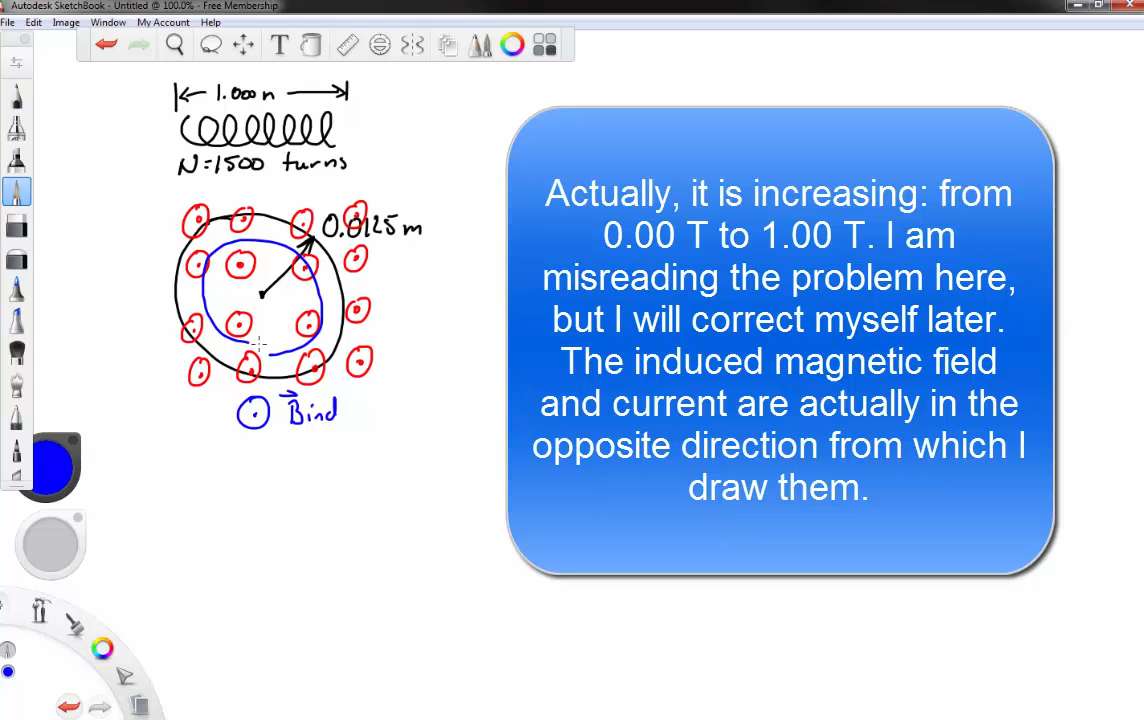 Autodesk SketchBook - Untitled @ 100.0% - Free Membership
File Edit Image Window My Account Help
T
1.000 m
N=1500 turns
0.0125 m
Bind
Actually, it is increasing: from
0.00 T to 1.00 T. I am
misreading the problem here,
but I will correct myself later.
The induced magnetic field
and current are actually in the
opposite direction from which I
draw them.